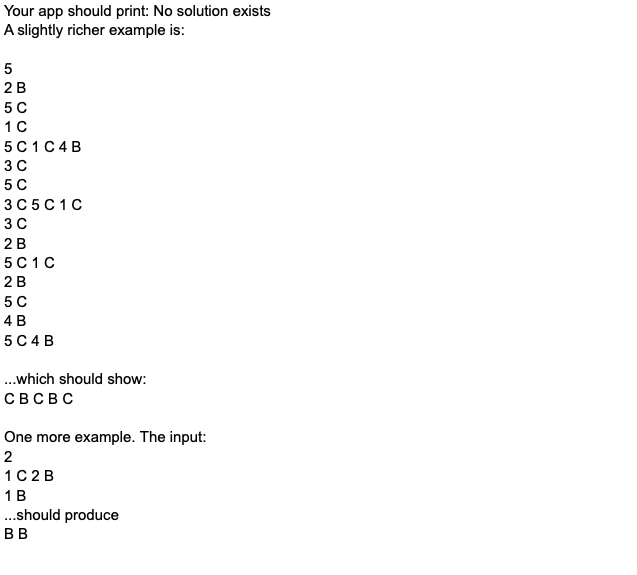 Your app should print: No solution exists
A slightly richer example is:
5
2 B
5 C
1 C
5 C 1 C 4 B
3 C
5 C
3 C 5 C 1 C
3 C
2 B
5 C 1 C
2 B
5 C
4 B
5 C 4 B
...which should show:
C B C B C
One more example. The input:
2
1 C 2 B
1 B
...should produce
B B